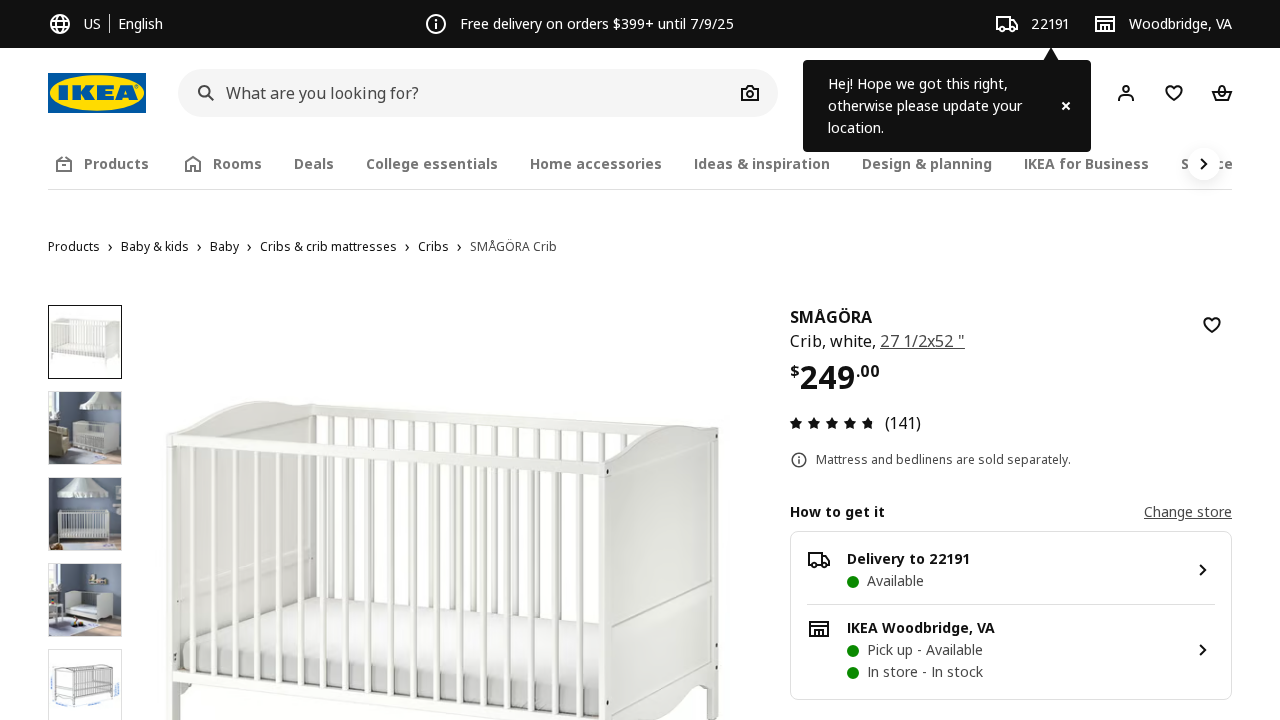 US English
Free delivery on orders $399+ until 7/9/25
22191
Woodbridge, VA
IKEA
What are you looking for?
Hej! Hope we got this right,
otherwise please update your
location.
Products
Rooms
Deals
College essentials
Home accessories
Ideas & inspiration
Design & planning
IKEA for Business
Products › Baby & kids › Baby › Cribs & crib mattresses › Cribs › SMÅGÖRA Crib
SMÅGÖRA
Crib, white, 27 1/2x52 "
$249.00
(141)
Mattress and bedlinens are sold separately.
How to get it
Change store
Delivery to 22191
Available
IKEA Woodbridge, VA
Pick up - Available
In store - In stock